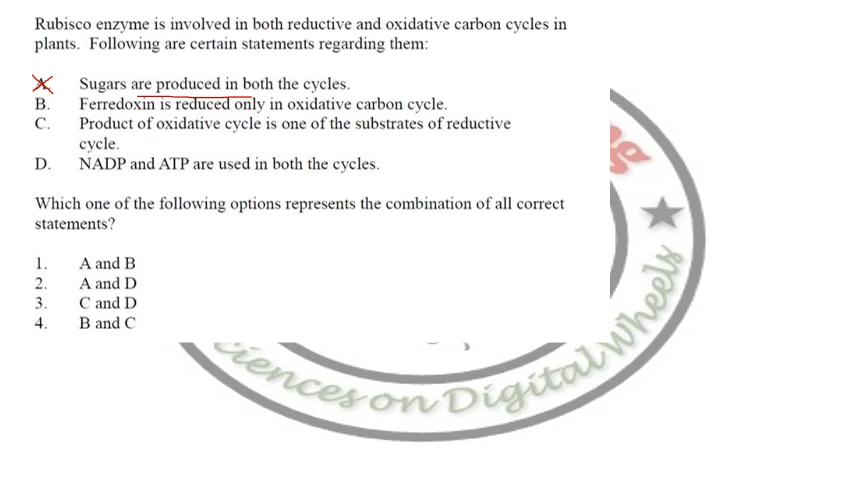 Rubisco enzyme is involved in both reductive and oxidative carbon cycles in
plants. Following are certain statements regarding them:
A. Sugars are produced in both the cycles.
B. Ferredoxin is reduced only in oxidative carbon cycle.
C. Product of oxidative cycle is one of the substrates of reductive
cycle.
D. NADP and ATP are used in both the cycles.
Which one of the following options represents the combination of all correct
statements?
1. A and B
2. A and D
3. C and D
4. B and C
ciences on Digital Wheels